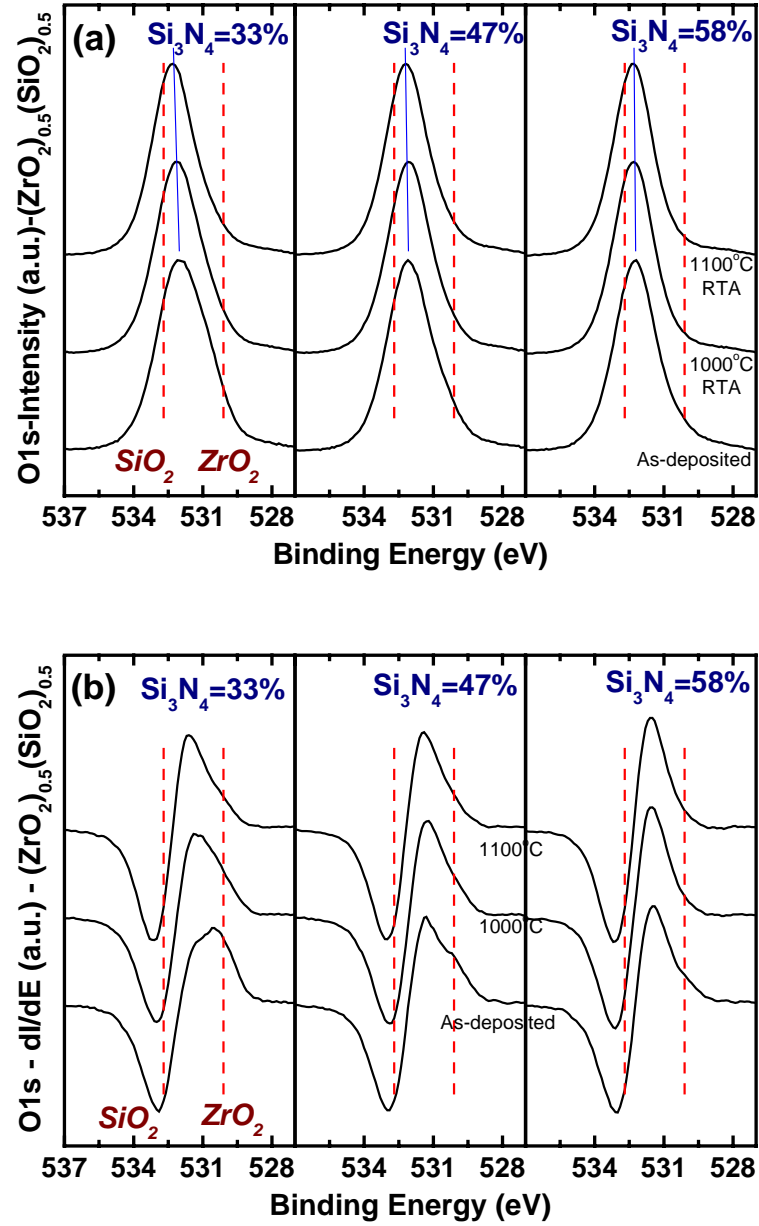 (a)
Si₃N₄=33%
Si₃N₄=47%
Si₃N₄=58%
O1s-Intensity (a.u.)-(ZrO₂)₀.₅(SiO₂)₀.₅
1100°C
RTA
1000°C
RTA
As-deposited
SiO₂
ZrO₂
537 534 531 528 534 531 528 534 531 528
Binding Energy (eV)
(b)
Si₃N₄=33%
Si₃N₄=47%
Si₃N₄=58%
O1s - dI/dE (a.u.) - (ZrO₂)₀.₅(SiO₂)₀.₅
1100°C
1000°C
As-deposited
SiO₂
ZrO₂
537 534 531 528 534 531 528 534 531 528
Binding Energy (eV)